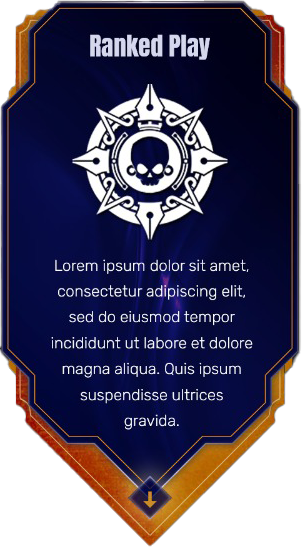 Ranked Play
Lorem ipsum dolor sit amet,
consectetur adipiscing elit,
sed do eiusmod tempor
incididunt ut labore et dolore
magna aliqua. Quis ipsum
suspendisse ultrices
gravida.